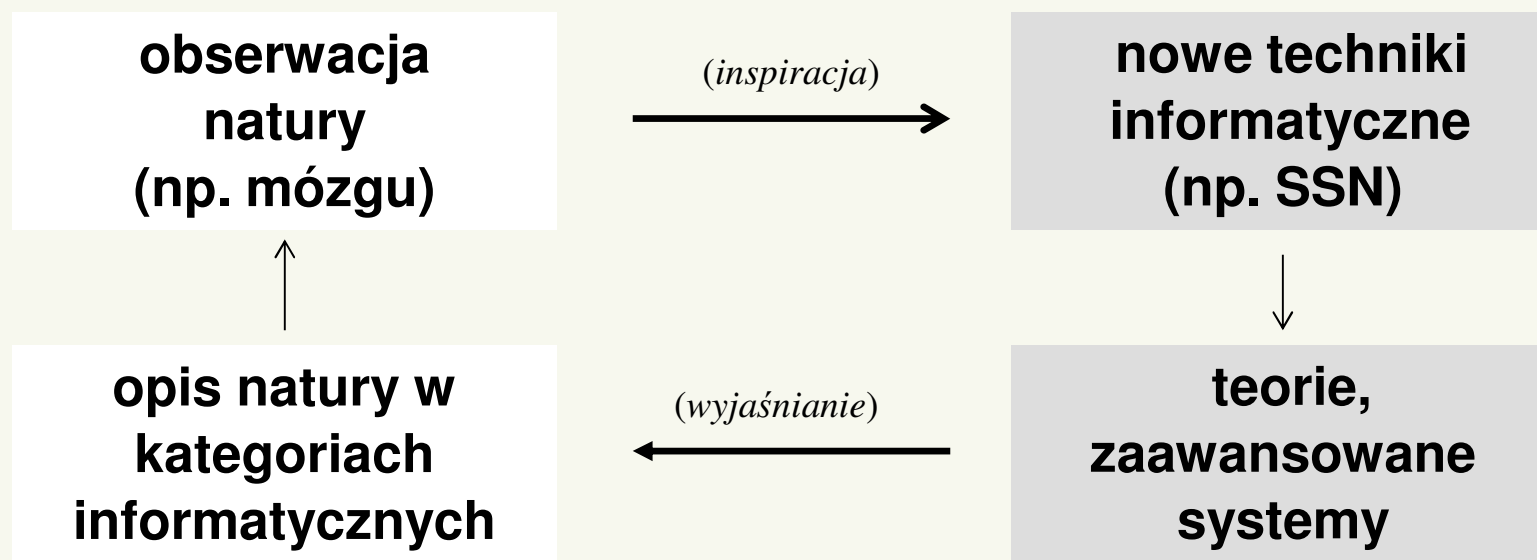 obserwacja
natury
(np. mózgu)
(inspiracja)
nowe techniki
informatyczne
(np. SSN)
opis natury w
kategoriach
informatycznych
(wyjaśnianie)
teorie,
zaawansowane
systemy